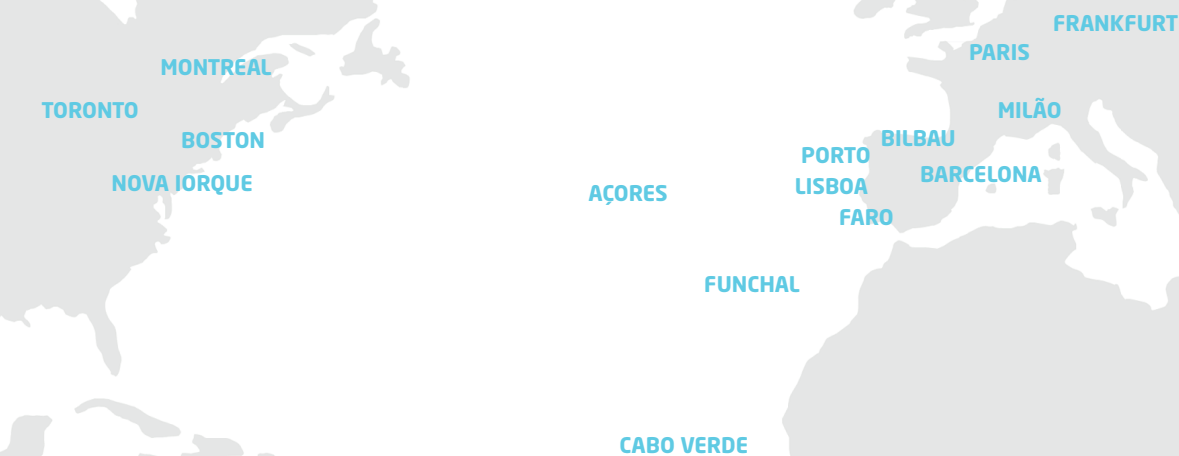 FRANKFURT
PARIS
MONTREAL
TORONTO
MILÃO
BOSTON
BILBAU
PORTO
BARCELONA
NOVA IORQUE
LISBOA
AÇORES
FARO
FUNCHAL
CABO VERDE